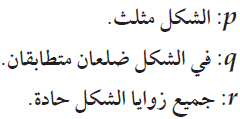 p: الشكل مثلث.
q: في الشكل ضلعان متطابقان.
r: جميع زوايا الشكل حادة.